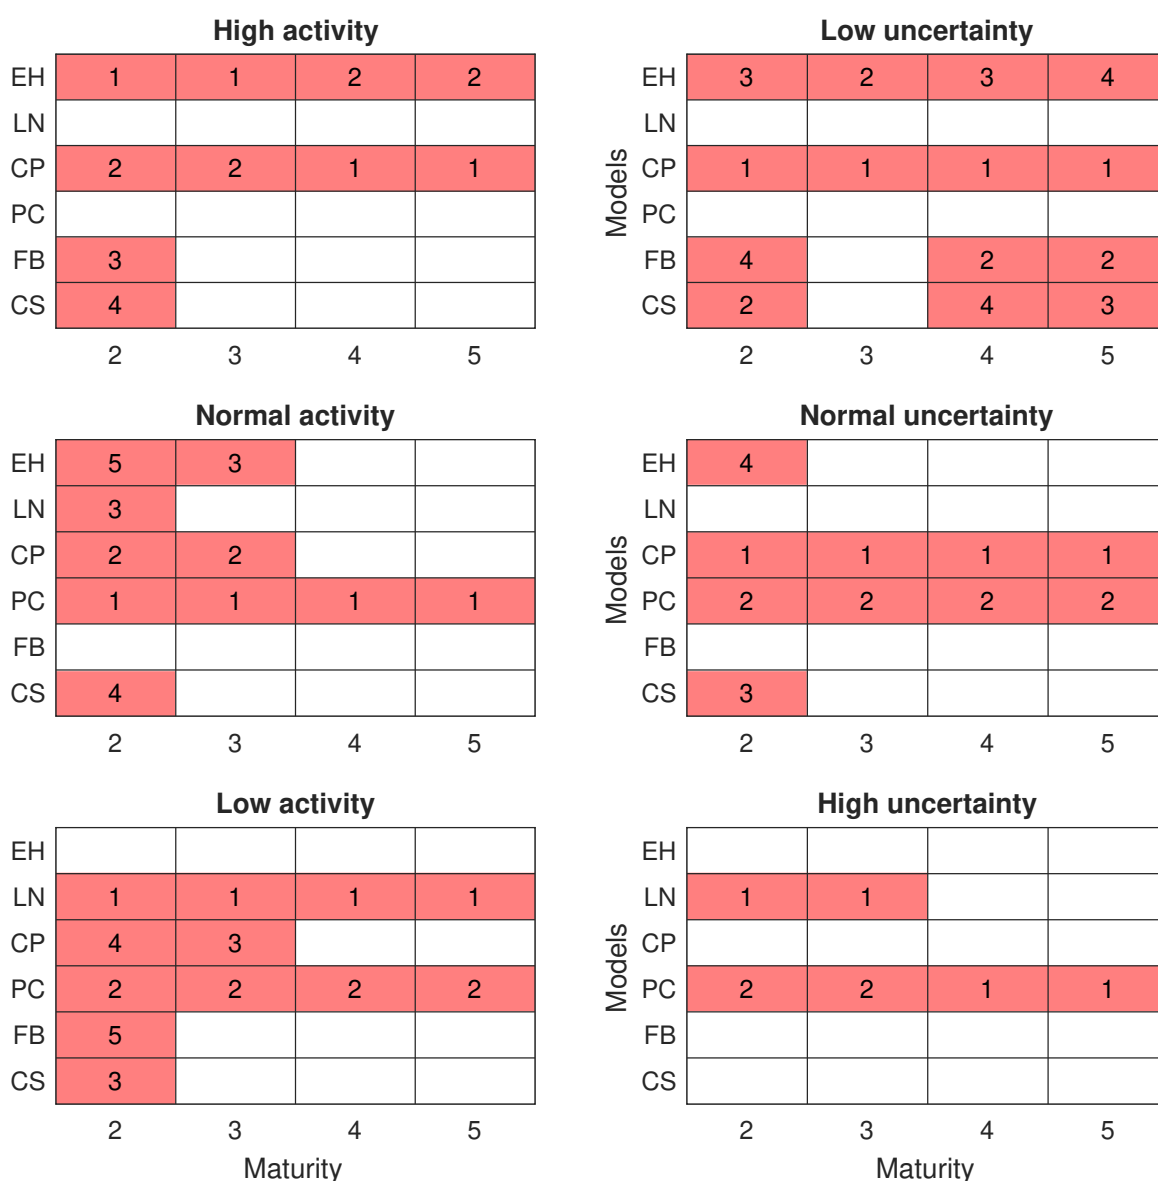 High activity
EH 1 1 2 2
LN
CP 2 2 1 1
PC
FB 3
CS 4
2 3 4 5
Low uncertainty
Models
EH 3 2 3 4
LN
CP 1 1 1 1
PC
FB 4 2 2
CS 2 4 3
2 3 4 5
Normal activity
EH 5 3
LN 3
CP 2 2
PC 1 1 1 1
FB
CS 4
2 3 4 5
Normal uncertainty
Models
EH 4
LN
CP 1 1 1 1
PC 2 2 2 2
FB
CS 3
2 3 4 5
Low activity
EH
LN 1 1 1 1
CP 4 3
PC 2 2 2 2
FB 5
CS 3
2 3 4 5
Maturity
High uncertainty
Models
EH
LN 1 1
CP
PC 2 2 1 1
FB
CS
2 3 4 5
Maturity